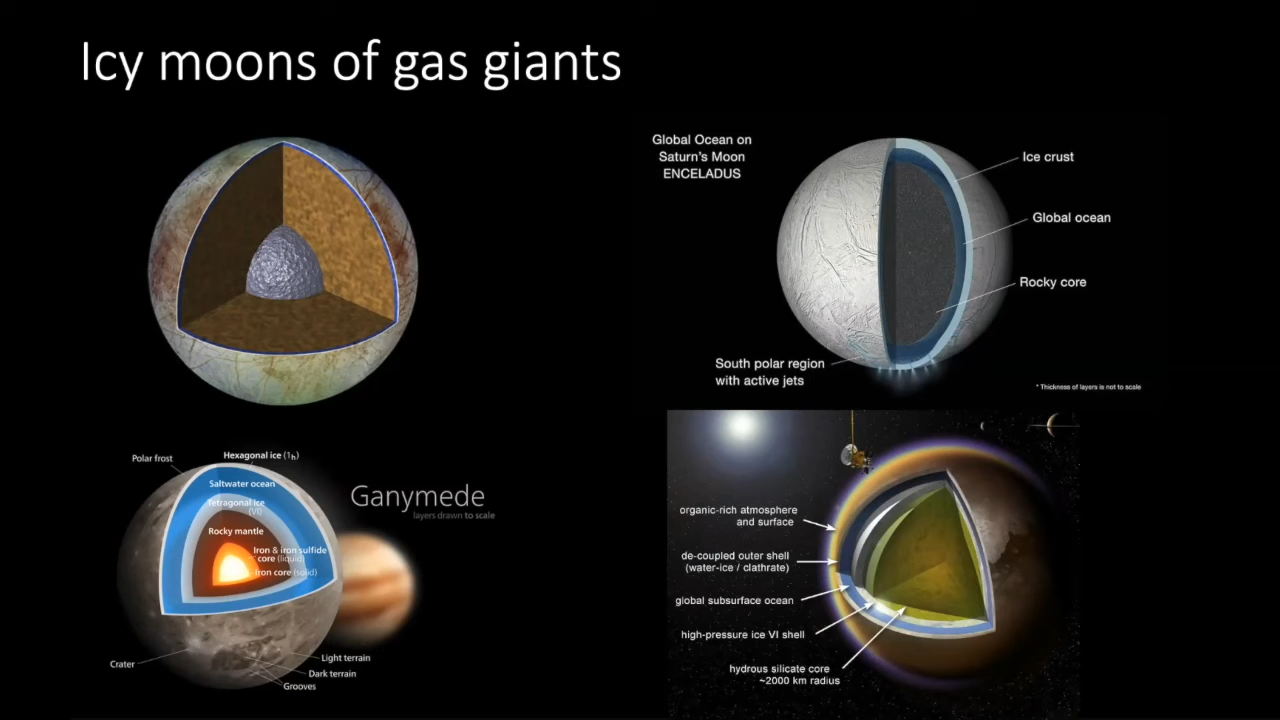 Icy moons of gas giants
Global Ocean on
Saturn's Moon
ENCELADUS
Ice crust
Global ocean
Rocky core
South polar region
with active jets
* Thickness of layers is not to scale
Polar frost
Hexagonal ice (1h)
Saltwater ocean
Tetragonal ice
(VI)
Rocky mantle
Iron & iron sulfide
core (liquid)
Iron core (solid)
Ganymede
layers drawn to scale
Crater
Light terrain
Dark terrain
Grooves
organic-rich atmosphere
and surface
de-coupled outer shell
(water-ice / clathrate)
global subsurface ocean
high-pressure ice VI shell
hydrous silicate core
~2000 km radius